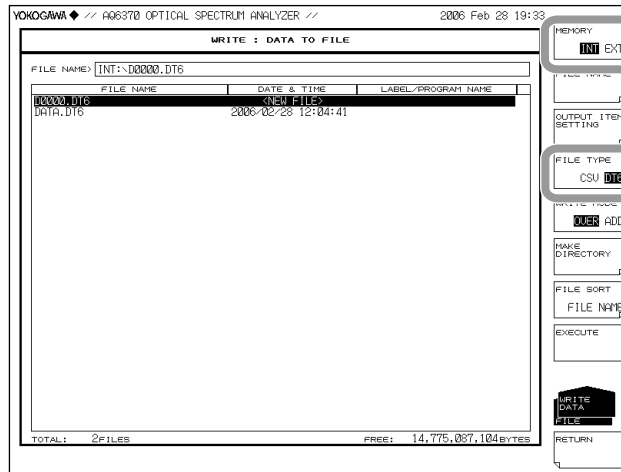 YOKOGAWA // AQ6370 OPTICAL SPECTRUM ANALYZER // 2006 Feb 28 19:33
WRITE : DATA TO FILE
FILE NAME> INT:\D0000.DT6
FILE NAME DATE & TIME LABEL/PROGRAM NAME
D0000.DT6 <NEW FILE>
DATA.DT6 2006/02/28 12:04:41
TOTAL: 2FILES FREE: 14,775,087,104BYTES
MEMORY
INT EXT
FILE NAME
OUTPUT ITEM
SETTING
FILE TYPE
CSV DT6
WRITE MODE
OVER ADD
MAKE
DIRECTORY
FILE SORT
FILE NAME
EXECUTE
WRITE
DATA
FILE
RETURN